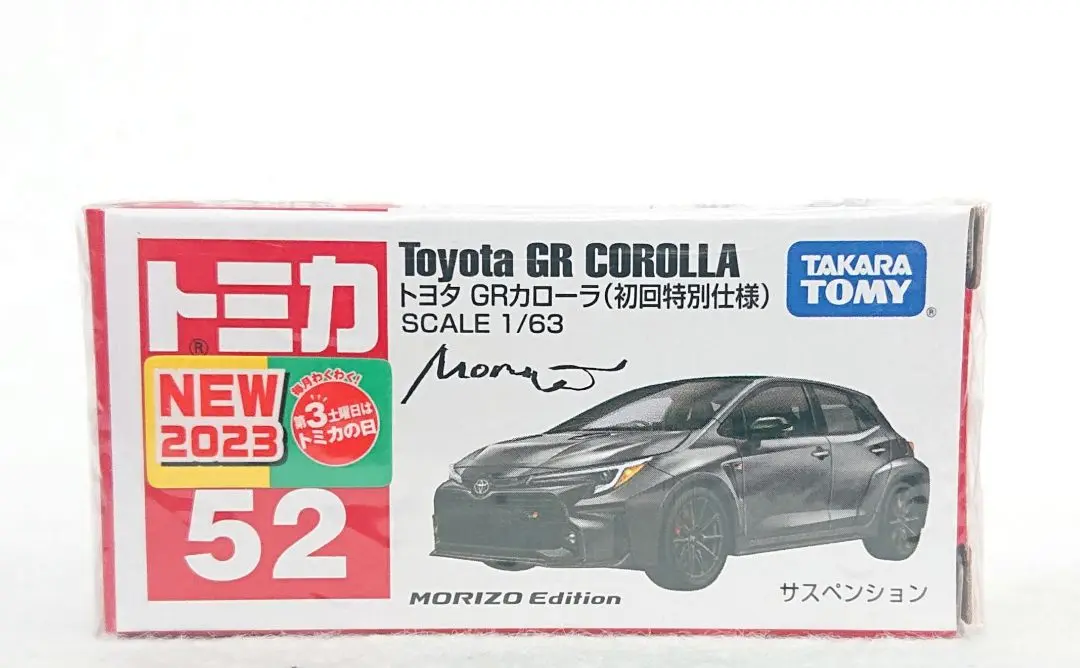 トミカ
®
NEW
2023
毎月わくわく!
第3土曜日は
トミカの日
52
Toyota GR COROLLA
トヨタ GRカローラ(初回特別仕様)
SCALE 1/63
Morizo
MORIZO Edition
サスペンション
TAKARA
TOMY
®